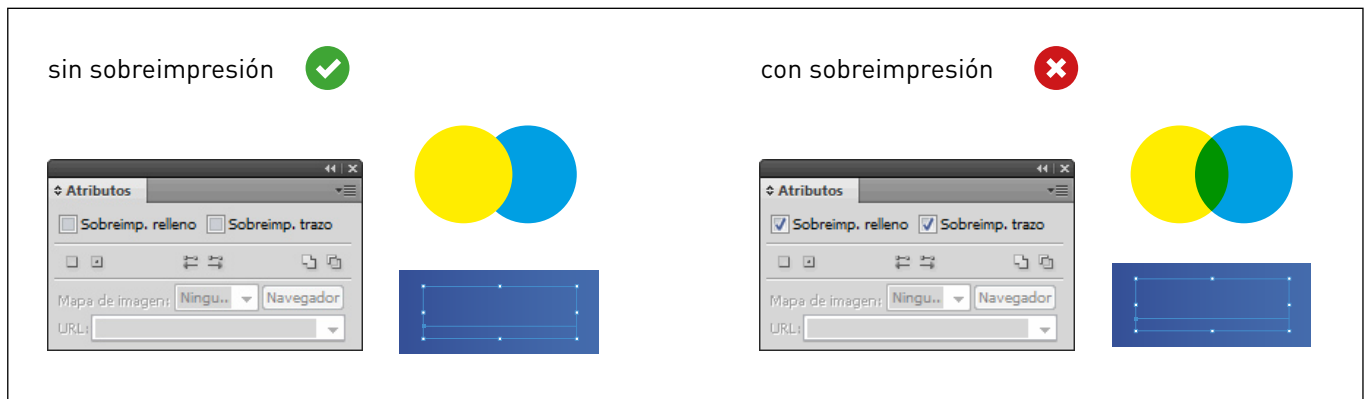 sin sobreimpresión
Atributos
Sobreimp. relleno Sobreimp. trazo
Mapa de imagen: Ningu.. Navegador
URL:
con sobreimpresión
Atributos
Sobreimp. relleno Sobreimp. trazo
Mapa de imagen: Ningu.. Navegador
URL: